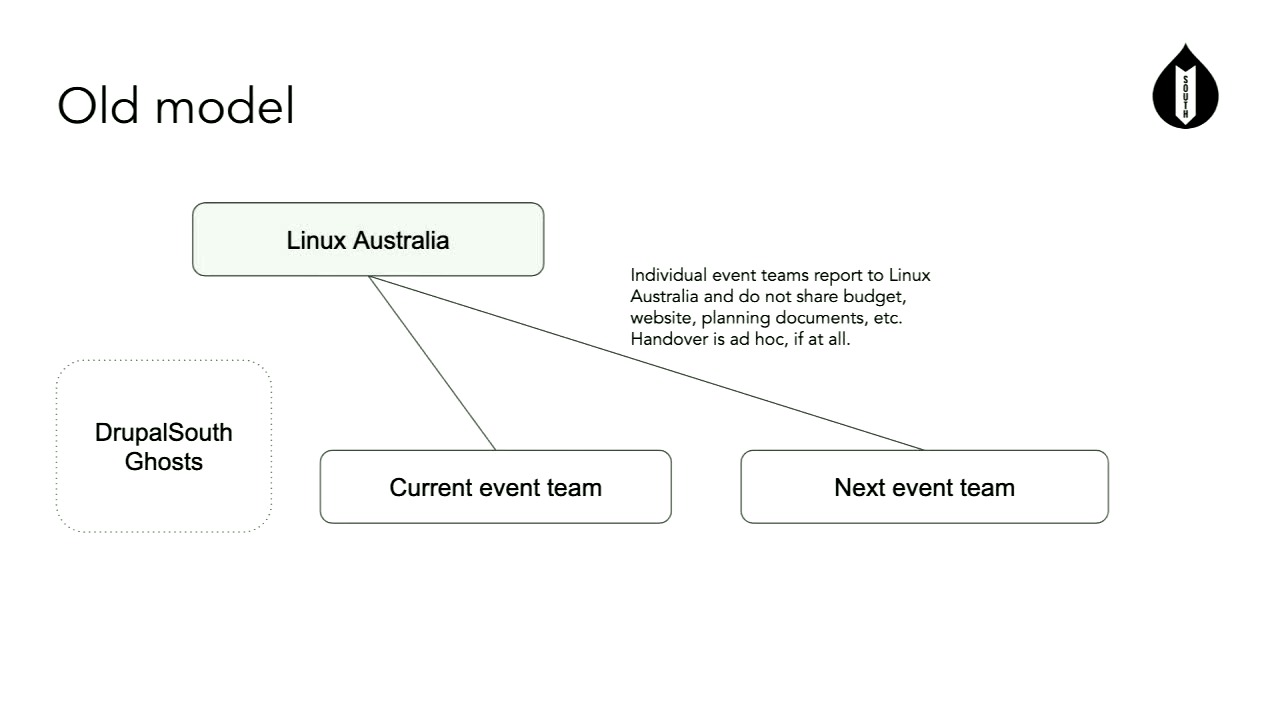 Old model
SOUTH
Linux Australia
Individual event teams report to Linux
Australia and do not share budget,
website, planning documents, etc.
Handover is ad hoc, if at all.
DrupalSouth
Ghosts
Current event team
Next event team